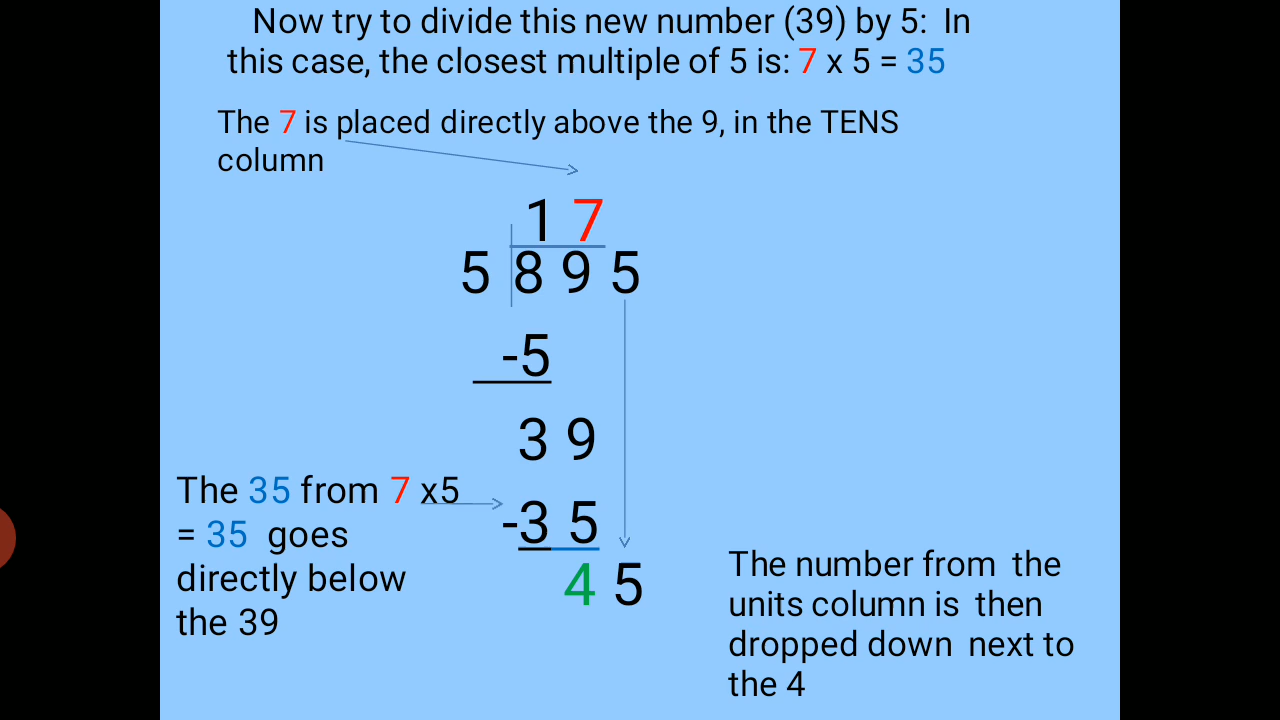 Now try to divide this new number (39) by 5: In
this case, the closest multiple of 5 is: 7 x 5 = 35
The 7 is placed directly above the 9, in the TENS
column
1 7
5 8 9 5
-5
3 9
The 35 from 7 x5
= 35 goes
directly below
the 39
-3 5
4 5
The number from the
units column is then
dropped down next to
the 4